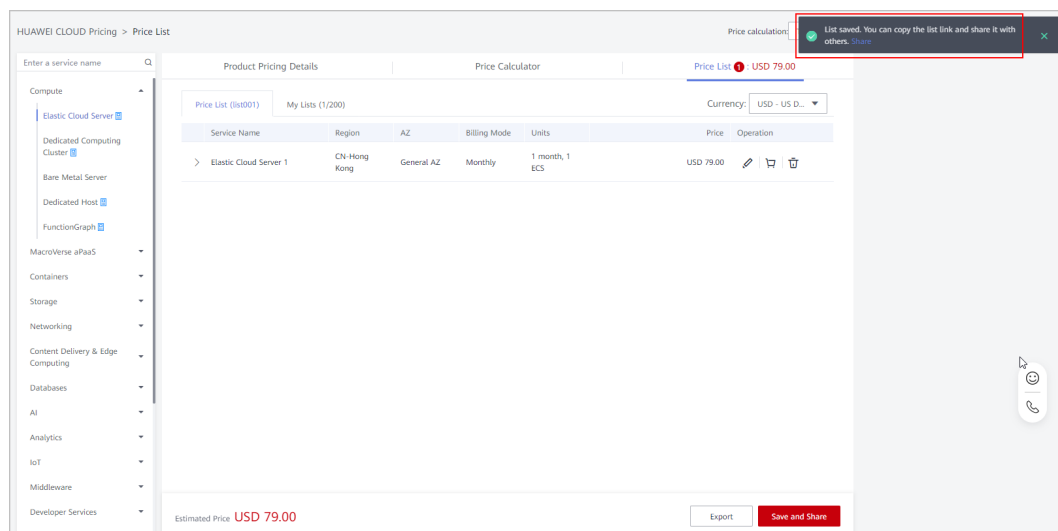 HUAWEI CLOUD Pricing > Price List
Price calculation:
List saved. You can copy the list link and share it with
others. Share
Enter a service name
Compute
Elastic Cloud Server
Dedicated Computing
Cluster
Bare Metal Server
Dedicated Host
FunctionGraph
MacroVerse aPaaS
Containers
Storage
Networking
Content Delivery & Edge
Computing
Databases
AI
Analytics
IoT
Middleware
Developer Services
Product Pricing Details
Price Calculator
Price List 1 : USD 79.00
Price List (list001)
My Lists (1/200)
Currency: USD - US D...
Service Name Region AZ Billing Mode Units Price Operation
Elastic Cloud Server 1 CN-Hong Kong General AZ Monthly 1 month, 1 ECS USD 79.00
Estimated Price USD 79.00
Export
Save and Share